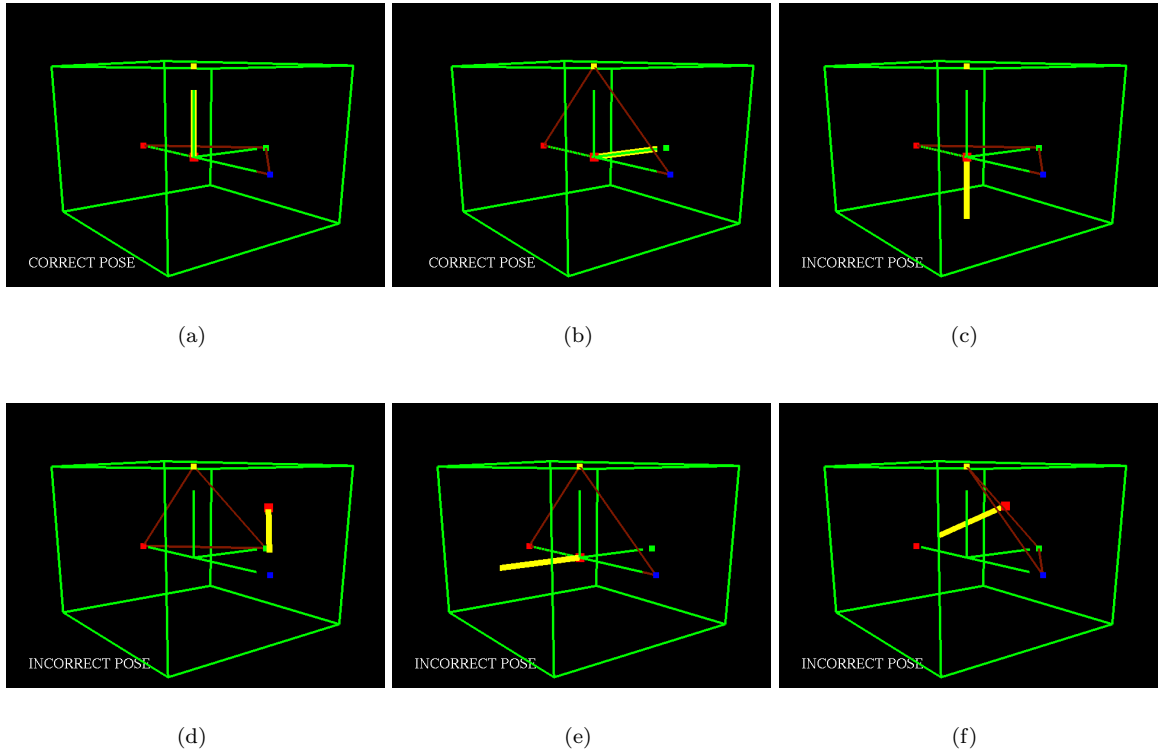 CORRECT POSE
CORRECT POSE
INCORRECT POSE
(a)
(b)
(c)
INCORRECT POSE
INCORRECT POSE
INCORRECT POSE
(d)
(e)
(f)